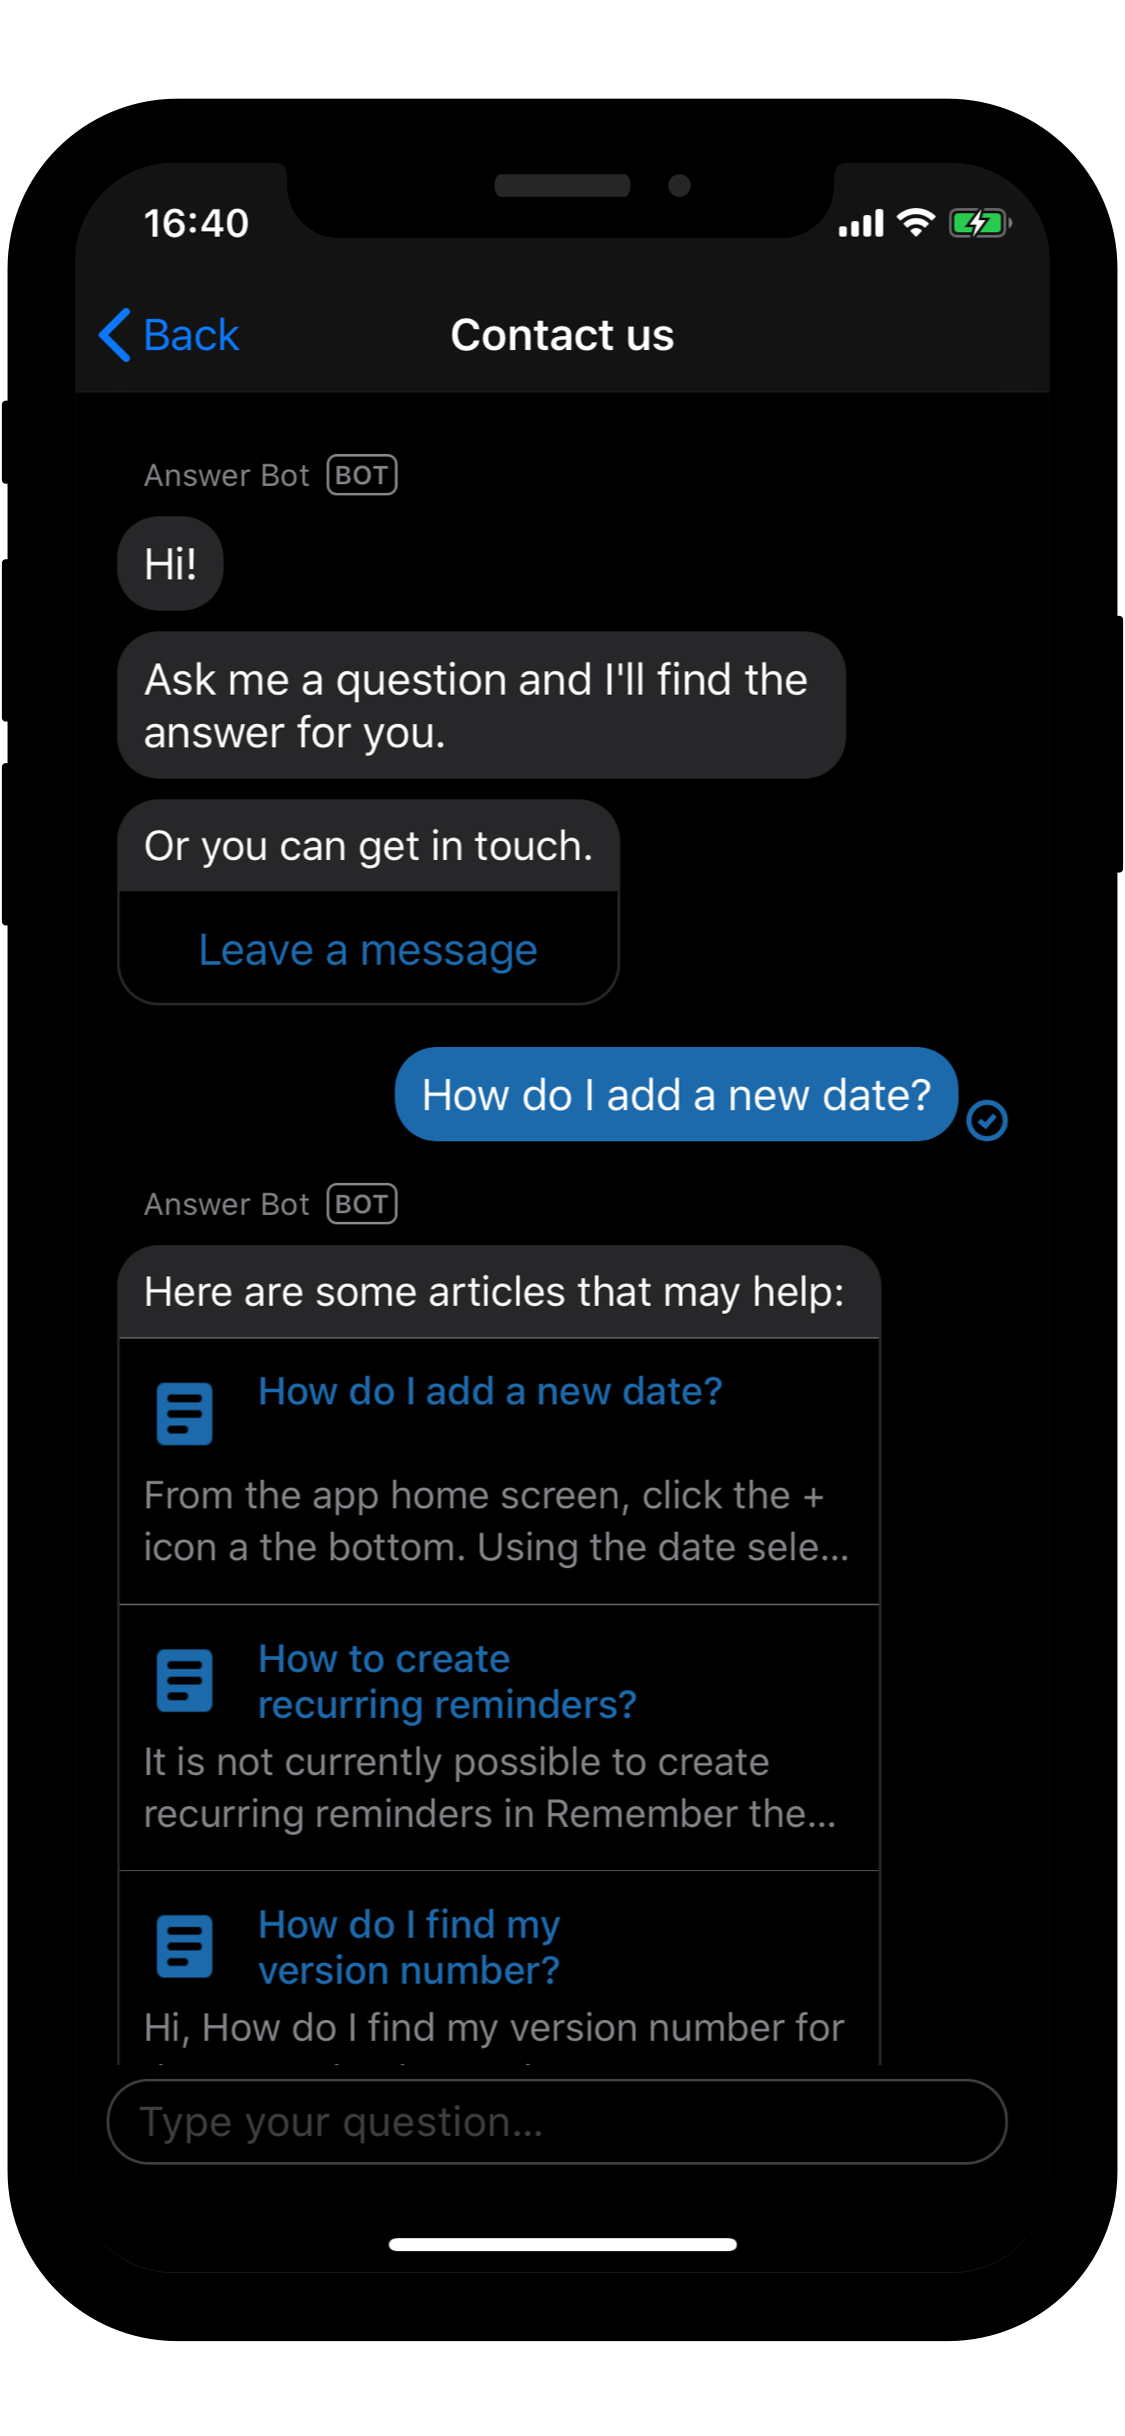 16:40
Back
Contact us
Answer Bot BOT
Hi!
Ask me a question and I'll find the
answer for you.
Or you can get in touch.
Leave a message
How do I add a new date?
Answer Bot BOT
Here are some articles that may help:
How do I add a new date?
From the app home screen, click the +
icon a the bottom. Using the date sele...
How to create
recurring reminders?
It is not currently possible to create
recurring reminders in Remember the...
How do I find my
version number?
Hi, How do I find my version number for
Type your question...